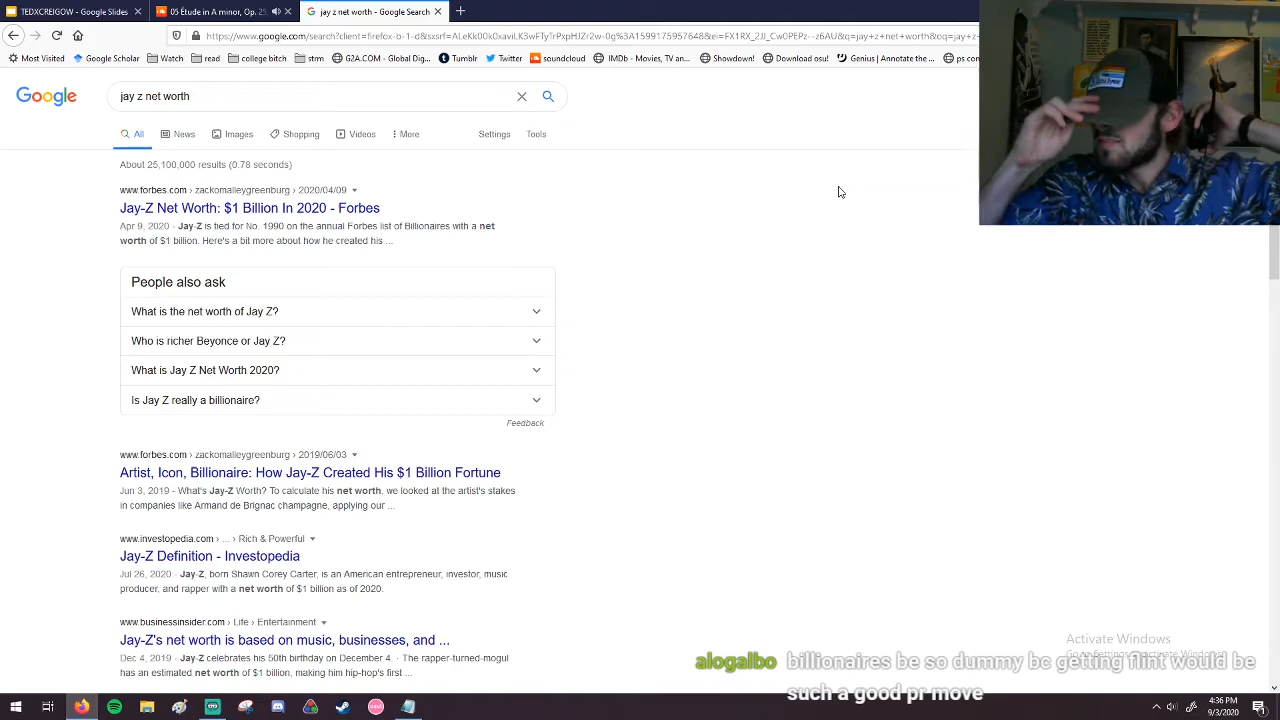 TEDXCREIGDT - Google Slides
05 Étude in A minor, Op. 25,
jay z net worth - Google Search
Most Visited
Google Scholar
Watch
read
college bitch
G2A.COM
Tumblr
Twitter
soundcloud
IMDb - Movies, TV an...
Showdown!
Download osu!
Genius | Annotate the...
Google
jay z net worth
All
News
Images
Shopping
Videos
More
Settings
Tools
About 25,100,000 results (0.78 seconds)
www.forbes.com › zackomalleygreenburg › 2020/04/09
Jay-Z Net Worth: $1 Billion In 2020 - Forbes
Apr 9, 2020 - Jay-Z is tied for No. 1990 on the annual Forbes list of Billionaires with a net
worth of $1 billion. Here's a bit more about how he created his ...
People also ask
What is the net worth of Jay Z?
Who is richer Beyonce or Jay Z?
What is Jay Z Net Worth 2020?
Is Jay Z really a billionaire?
Feedback
www.forbes.com › zackomalleygreenburg › 2019/06/03
Artist, Icon, Billionaire: How Jay-Z Created His $1 Billion Fortune
Jun 3, 2019 - What's Jay-Z Worth? To calculate his net worth, we looked at the artist's stakes
in companies like Armand de Brignac champagne, applying our ...
www.investopedia.com › ... › Rich & Powerful
Jay-Z Definition - Investopedia
Jul 26, 2020 - Jay-Z, born Shawn Corey Carter, is an American entrepreneur, investor, music
producer, and rapper with a net worth of $1 billion as of 2020.
www.businessinsider.com › Life › Entertainment
Jay-Z's net worth is based on music, businesses, and ...
Dec 4, 2019 - Jay-Z celebrates his 50th birthday on December 4. - The rapper-turned-mogul
has an estimated net worth of $1 billion, making him hip-hop's first ...
Activate Windows
Go to Settings to activate Windows.
alogalbo billionaires be so dummy bc getting flint would be
such a good pr move
4:36 PM
9/3/2020